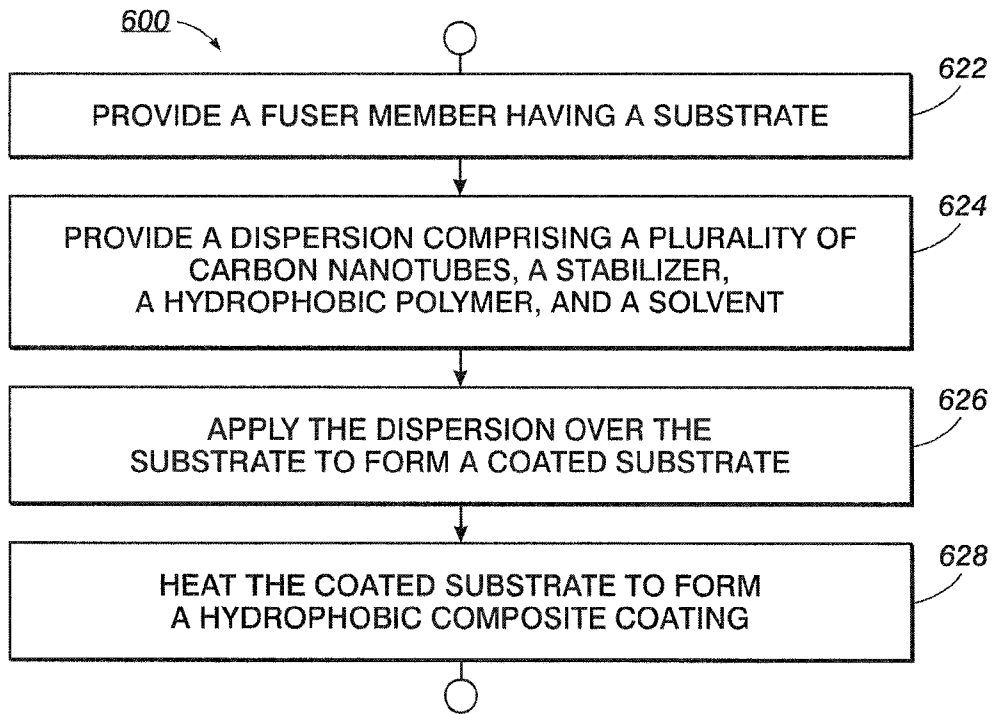 600
622
PROVIDE A FUSER MEMBER HAVING A SUBSTRATE
624
PROVIDE A DISPERSION COMPRISING A PLURALITY OF
CARBON NANOTUBES, A STABILIZER,
A HYDROPHOBIC POLYMER, AND A SOLVENT
626
APPLY THE DISPERSION OVER THE
SUBSTRATE TO FORM A COATED SUBSTRATE
628
HEAT THE COATED SUBSTRATE TO FORM
A HYDROPHOBIC COMPOSITE COATING